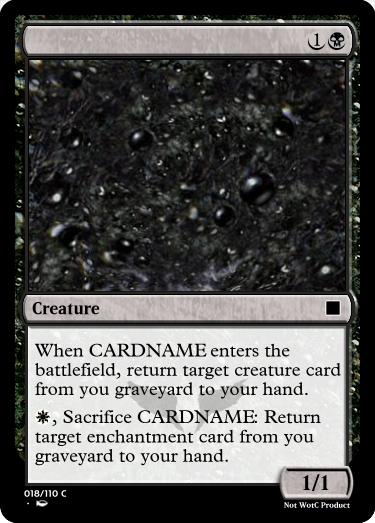 1
Creature
When CARDNAME enters the
battlefield, return target creature card
from you graveyard to your hand.
, Sacrifice CARDNAME: Return
target enchantment card from you
graveyard to your hand.
1/1
018/110 C
Not WotC Product